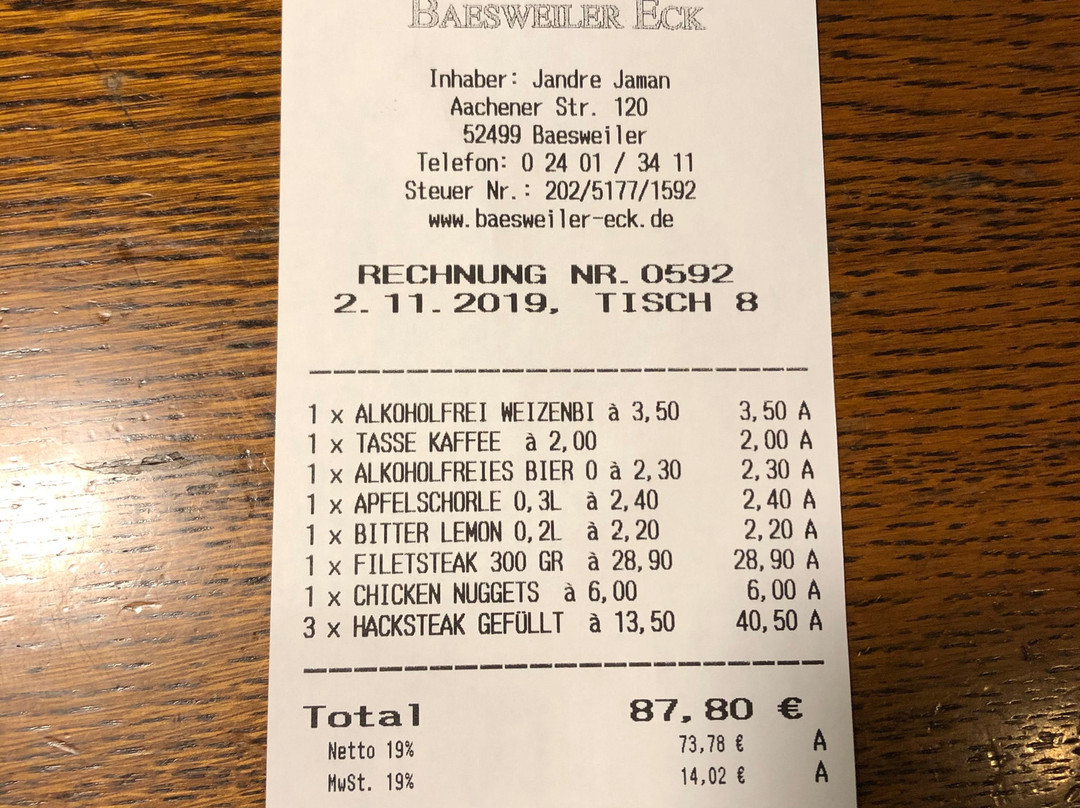 BAESWEILER ECK
Inhaber: Jandre Jaman
Aachener Str. 120
52499 Baesweiler
Telefon: 0 24 01 / 34 11
Steuer Nr.: 202/5177/1592
www.baesweiler-eck.de
RECHNUNG NR.0592
2.11.2019, TISCH 8
1 x ALKOHOLFREI WEIZENBI à 3,50 3,50 A
1 x TASSE KAFFEE à 2,00 2,00 A
1 x ALKOHOLFREIES BIER 0 à 2,30 2,30 A
1 x APFELSCHORLE 0,3L à 2,40 2,40 A
1 x BITTER LEMON 0,2L à 2,20 2,20 A
1 x FILETSTEAK 300 GR à 28,90 28,90 A
1 x CHICKEN NUGGETS à 6,00 6,00 A
3 x HACKSTEAK GEFÜLLT à 13,50 40,50 A
Total 87,80 €
Netto 19% 73,78 € A
MwSt. 19% 14,02 € A